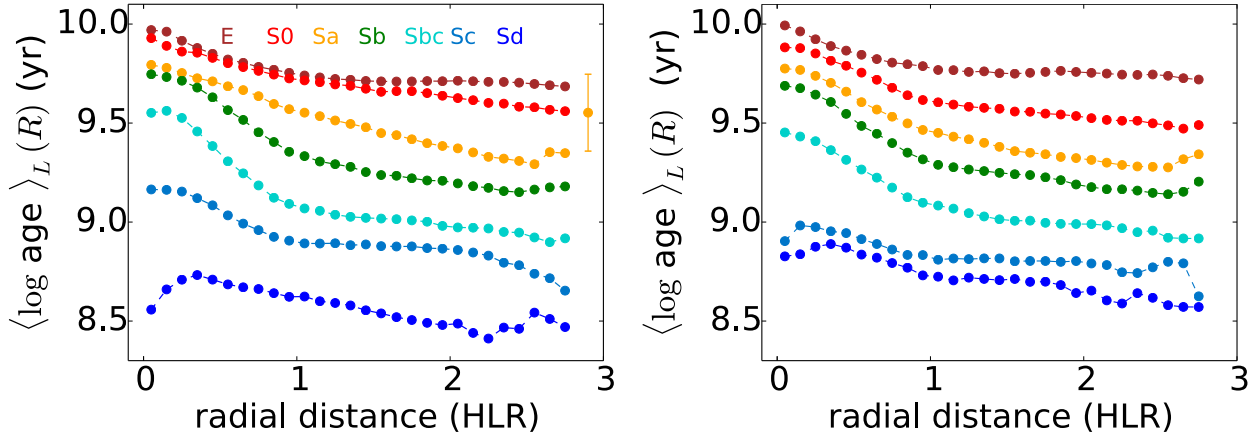 ⟨log age⟩_L (R) (yr)
10.0
9.5
9.0
8.5
E S0 Sa Sb Sbc Sc Sd
0 1 2 3
radial distance (HLR)
⟨log age⟩_L (R) (yr)
10.0
9.5
9.0
8.5
0 1 2 3
radial distance (HLR)